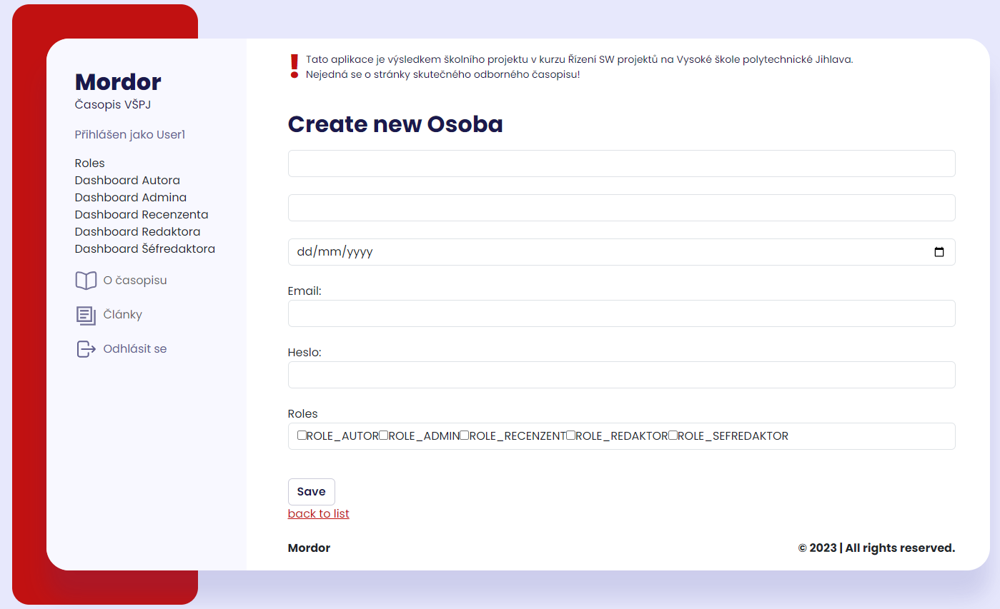 Mordor
Časopis VŠPJ
Přihlášen jako User1
Roles
Dashboard Autora
Dashboard Admina
Dashboard Recenzenta
Dashboard Redaktora
Dashboard Šéfredaktora
O časopisu
Články
Odhlásit se
Tato aplikace je výsledkem školního projektu v kurzu Řízení SW projektů na Vysoké škole polytechnické Jihlava.
Nejedná se o stránky skutečného odborného časopisu!
Create new Osoba
dd/mm/yyyy
Email:
Heslo:
Roles
ROLE_AUTOR ROLE_ADMIN ROLE_RECENZENT ROLE_REDAKTOR ROLE_SEFREDAKTOR
Save
back to list
Mordor © 2023 | All rights reserved.